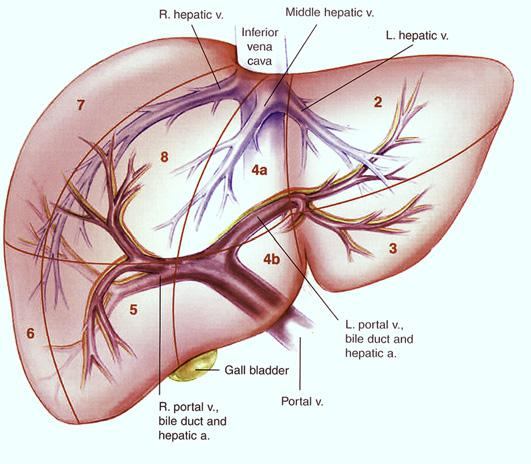 R. hepatic v.
Middle hepatic v.
Inferior
vena
cava
L. hepatic v.
7
2
8
4a
3
4b
5
6
L. portal v.,
bile duct and
hepatic a.
Gall bladder
Portal v.
R. portal v.,
bile duct and
hepatic a.